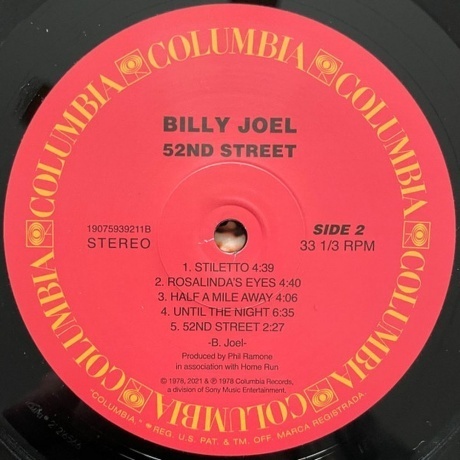 COLUMBIA COLUMBIA COLUMBIA COLUMBIA COLUMBIA COLUMBIA
BILLY JOEL
52ND STREET
19075939211B
STEREO
SIDE 2
33 1/3 RPM
1. STILETTO 4:39
2. ROSALINDA'S EYES 4:40
3. HALF A MILE AWAY 4:06
4. UNTIL THE NIGHT 6:35
5. 52ND STREET 2:27
-B. Joel-
Produced by Phil Ramone
in association with Home Run
© 1978, 2021 & ℗ 1978 Columbia Records,
a division of Sony Music Entertainment.
"COLUMBIA," ® REG. U.S. PAT. & TM. OFF. MARCA REGISTRADA